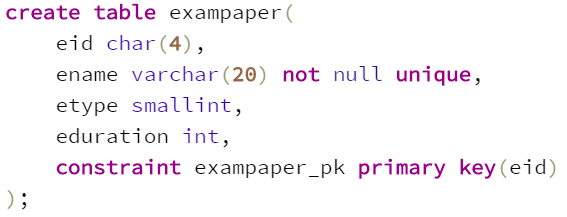 create table exampaper(
    eid char(4),
    ename varchar(20) not null unique,
    etype smallint,
    eduration int,
    constraint exampaper_pk primary key(eid)
);